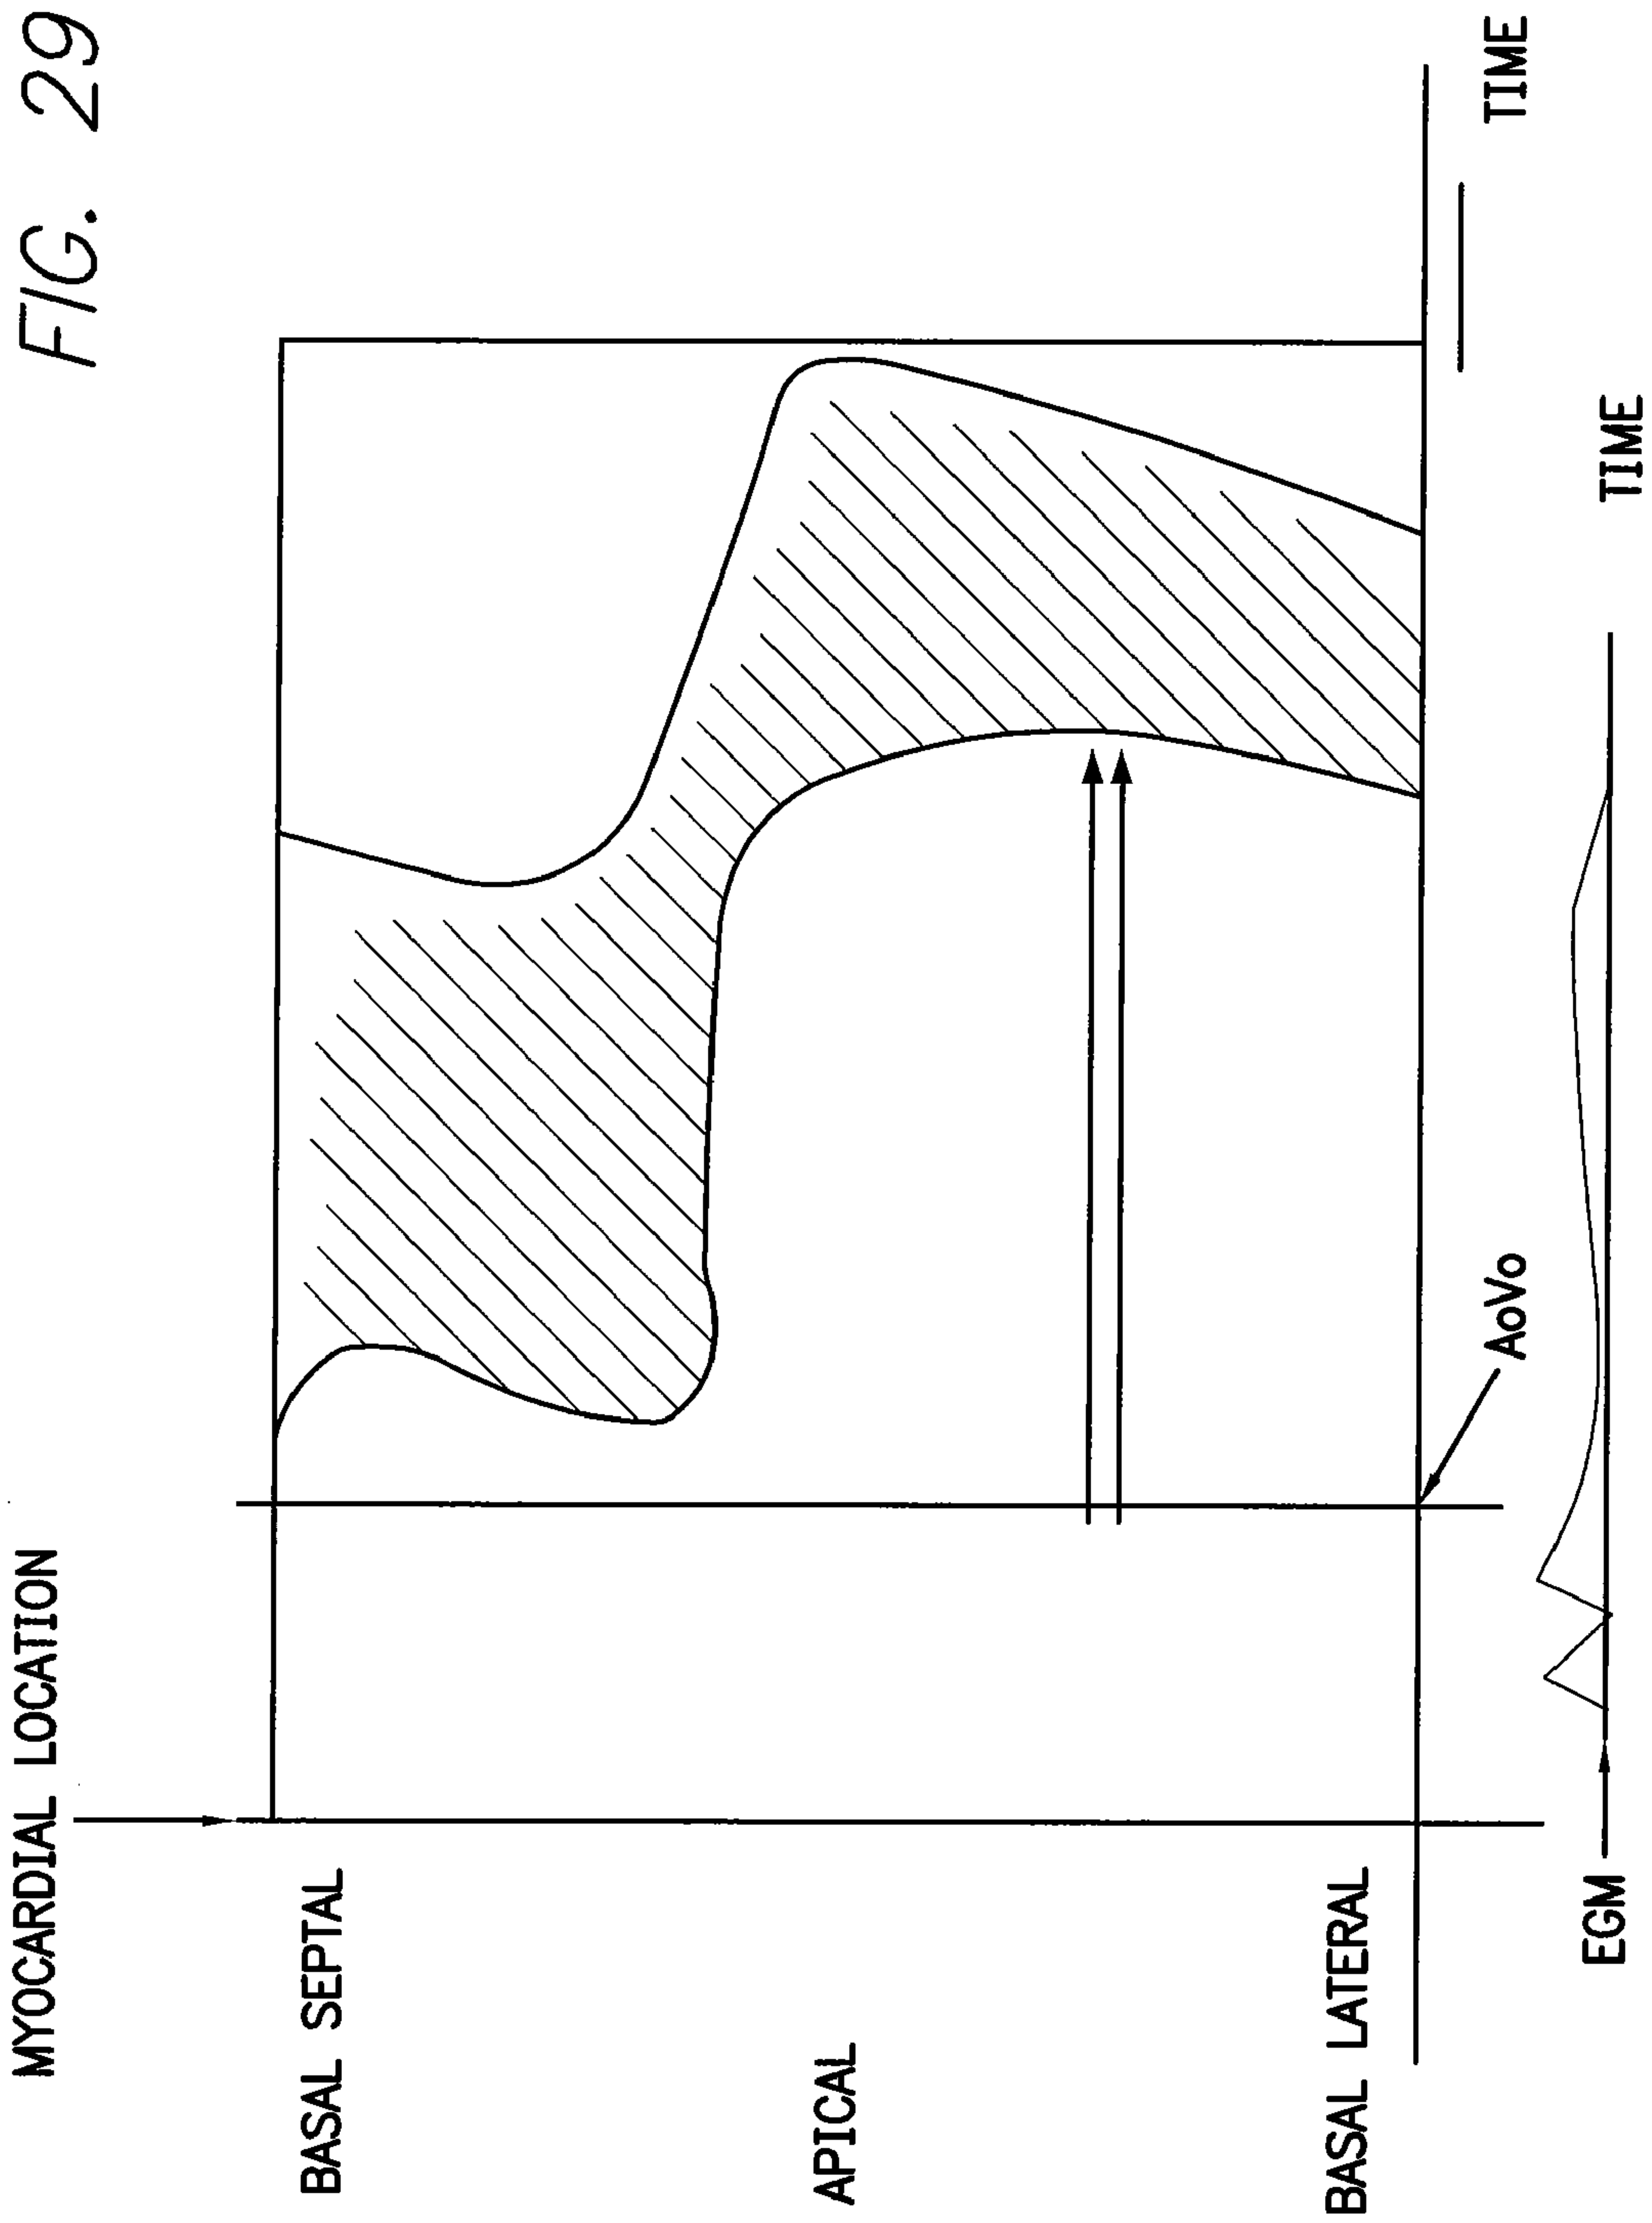 FIG. 29
MYOCARDIAL LOCATION
BASAL SEPTAL
APICAL
BASAL LATERAL
AoVo
TIME
EGM
TIME